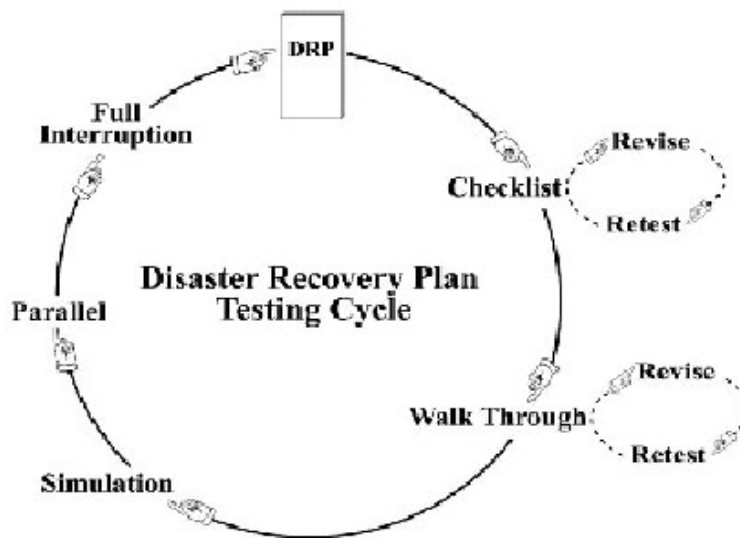 DRP
Full
Interruption
Revise
Checklist
Retest
Disaster Recovery Plan
Testing Cycle
Parallel
Revise
Walk Through
Retest
Simulation